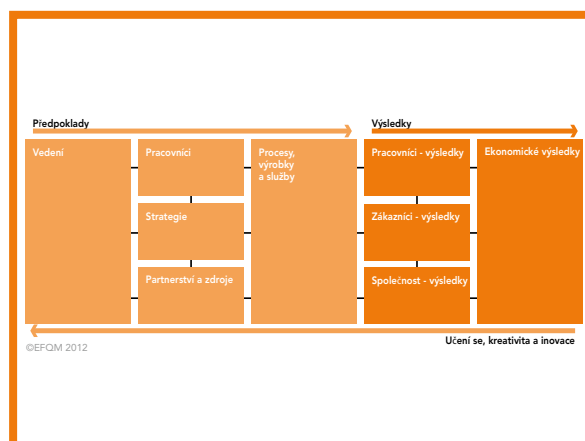 Předpoklady
Výsledky
Vedení
Pracovníci
Procesy,
výrobky
a služby
Pracovníci - výsledky
Ekonomické výsledky
Strategie
Zákazníci - výsledky
Partnerství a zdroje
Společnost - výsledky
Učení se, kreativita a inovace
©EFQM 2012